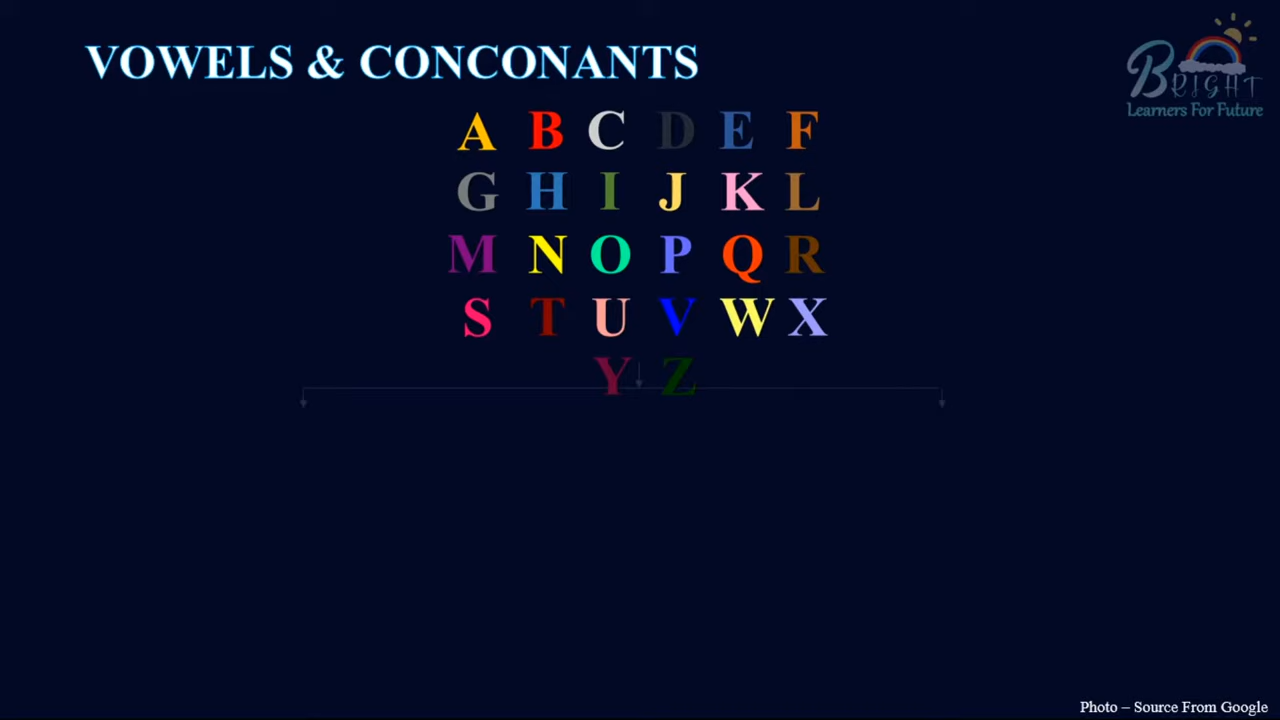 VOWELS & CONCONANTS
BRIGHT
Learners For Future
A B C D E F
G H I J K L
M N O P Q R
S T U V W X
Y Z
Photo – Source From Google